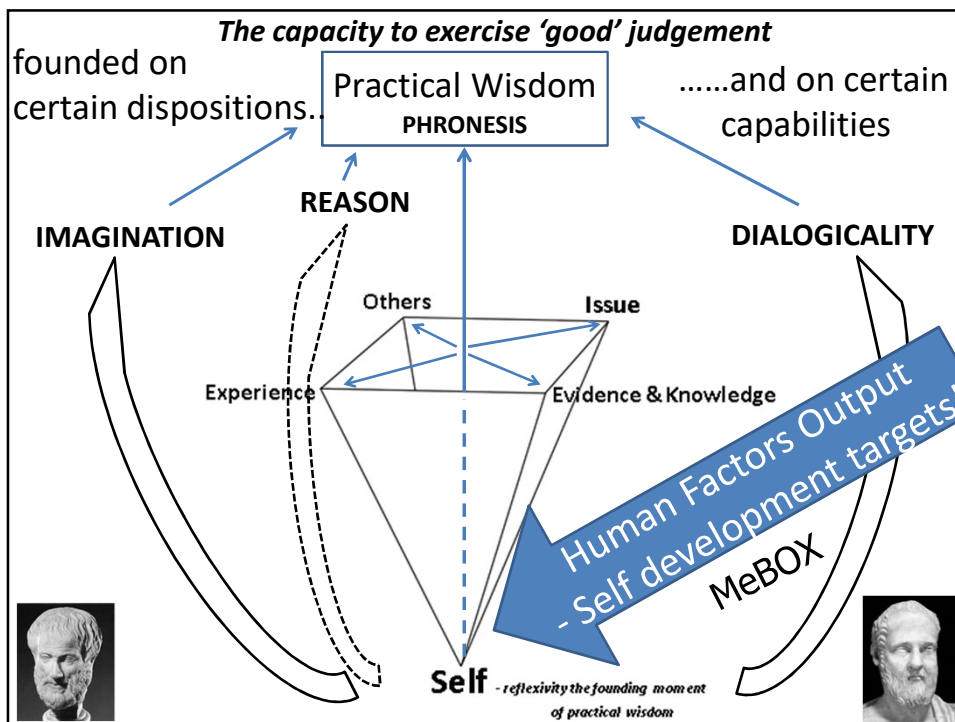 The capacity to exercise ‘good’ judgement
founded on
certain dispositions..
Practical Wisdom
PHRONESIS
……and on certain
capabilities
REASON
IMAGINATION
DIALOGICALITY
Others
Issue
Experience
Evidence & Knowledge
Human Factors Output
- Self development targets!
MeBOX
Self - reflexivity the founding moment
of practical wisdom